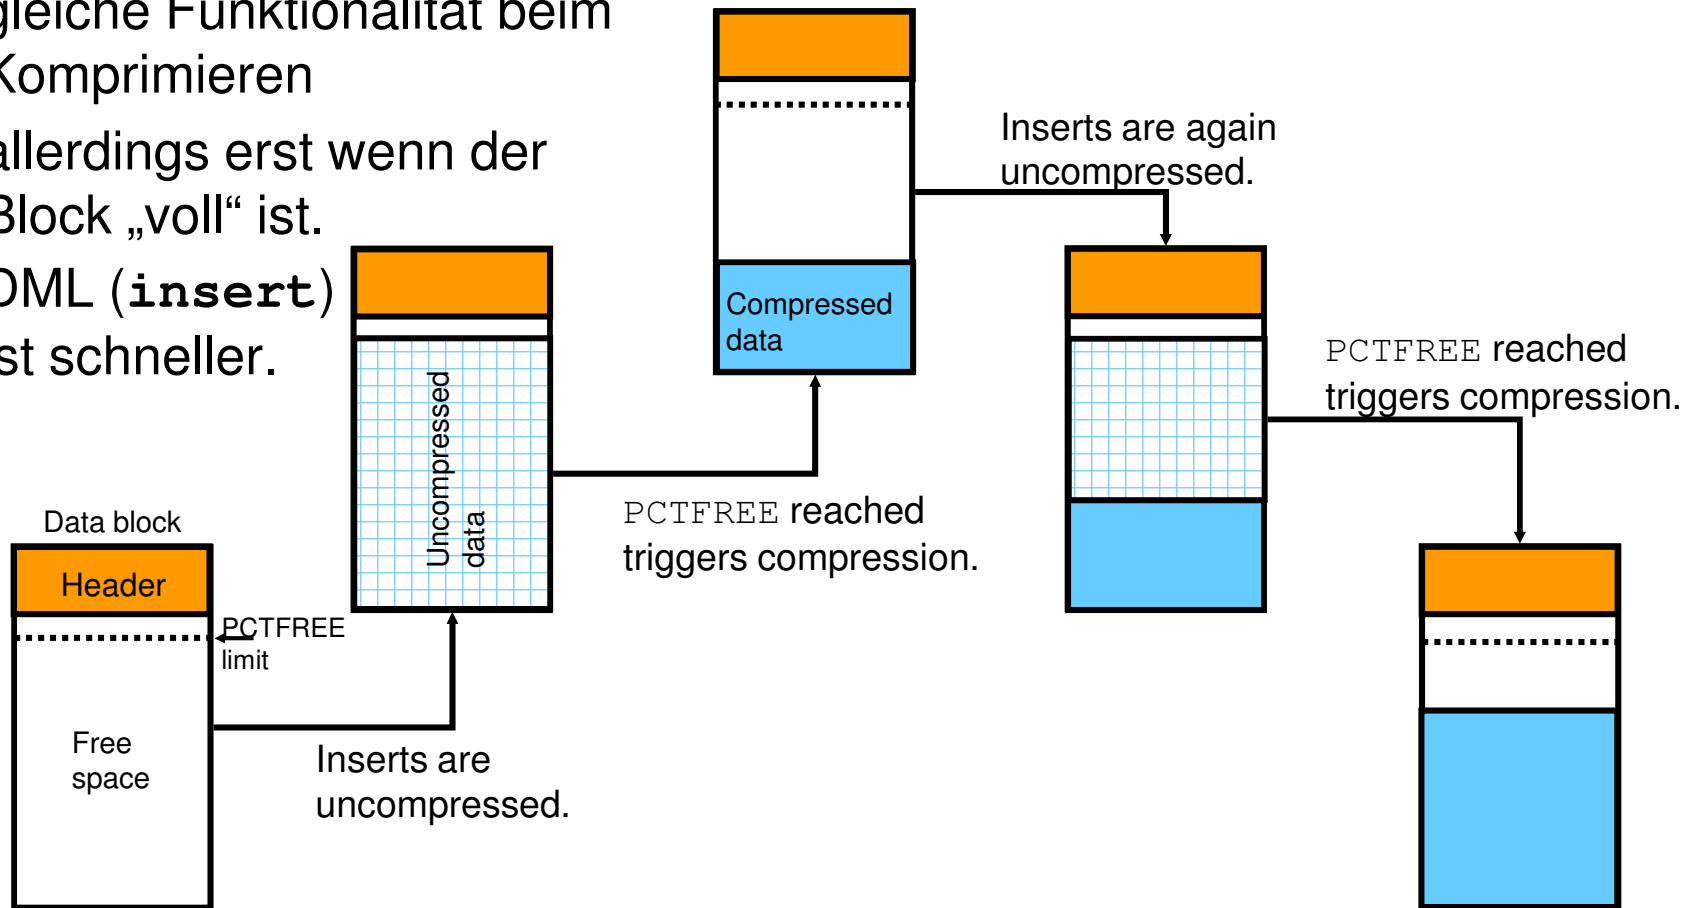 gleiche Funktionalität beim
Komprimieren
allerdings erst wenn der
Block „voll“ ist.
DML (insert)
ist schneller.
Data block
Header
PCTFREE
limit
Free
space
Inserts are
uncompressed.
Uncompressed
data
PCTFREE reached
triggers compression.
Compressed
data
Inserts are again
uncompressed.
PCTFREE reached
triggers compression.